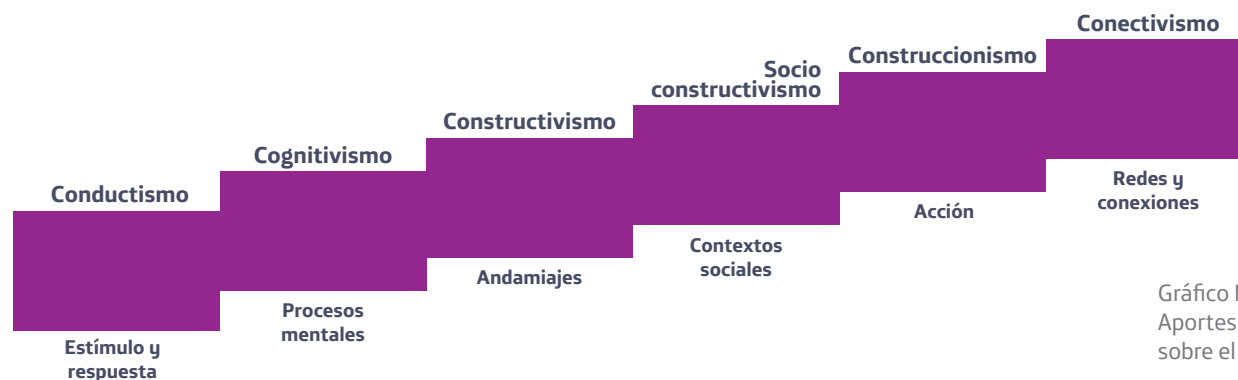 Conductismo
Estímulo y
respuesta
Cognitivismo
Procesos
mentales
Constructivismo
Andamiajes
Socio
constructivismo
Contextos
sociales
Construccionismo
Acción
Conectivismo
Redes y
conexiones
Gráfico
Aportes
sobre el